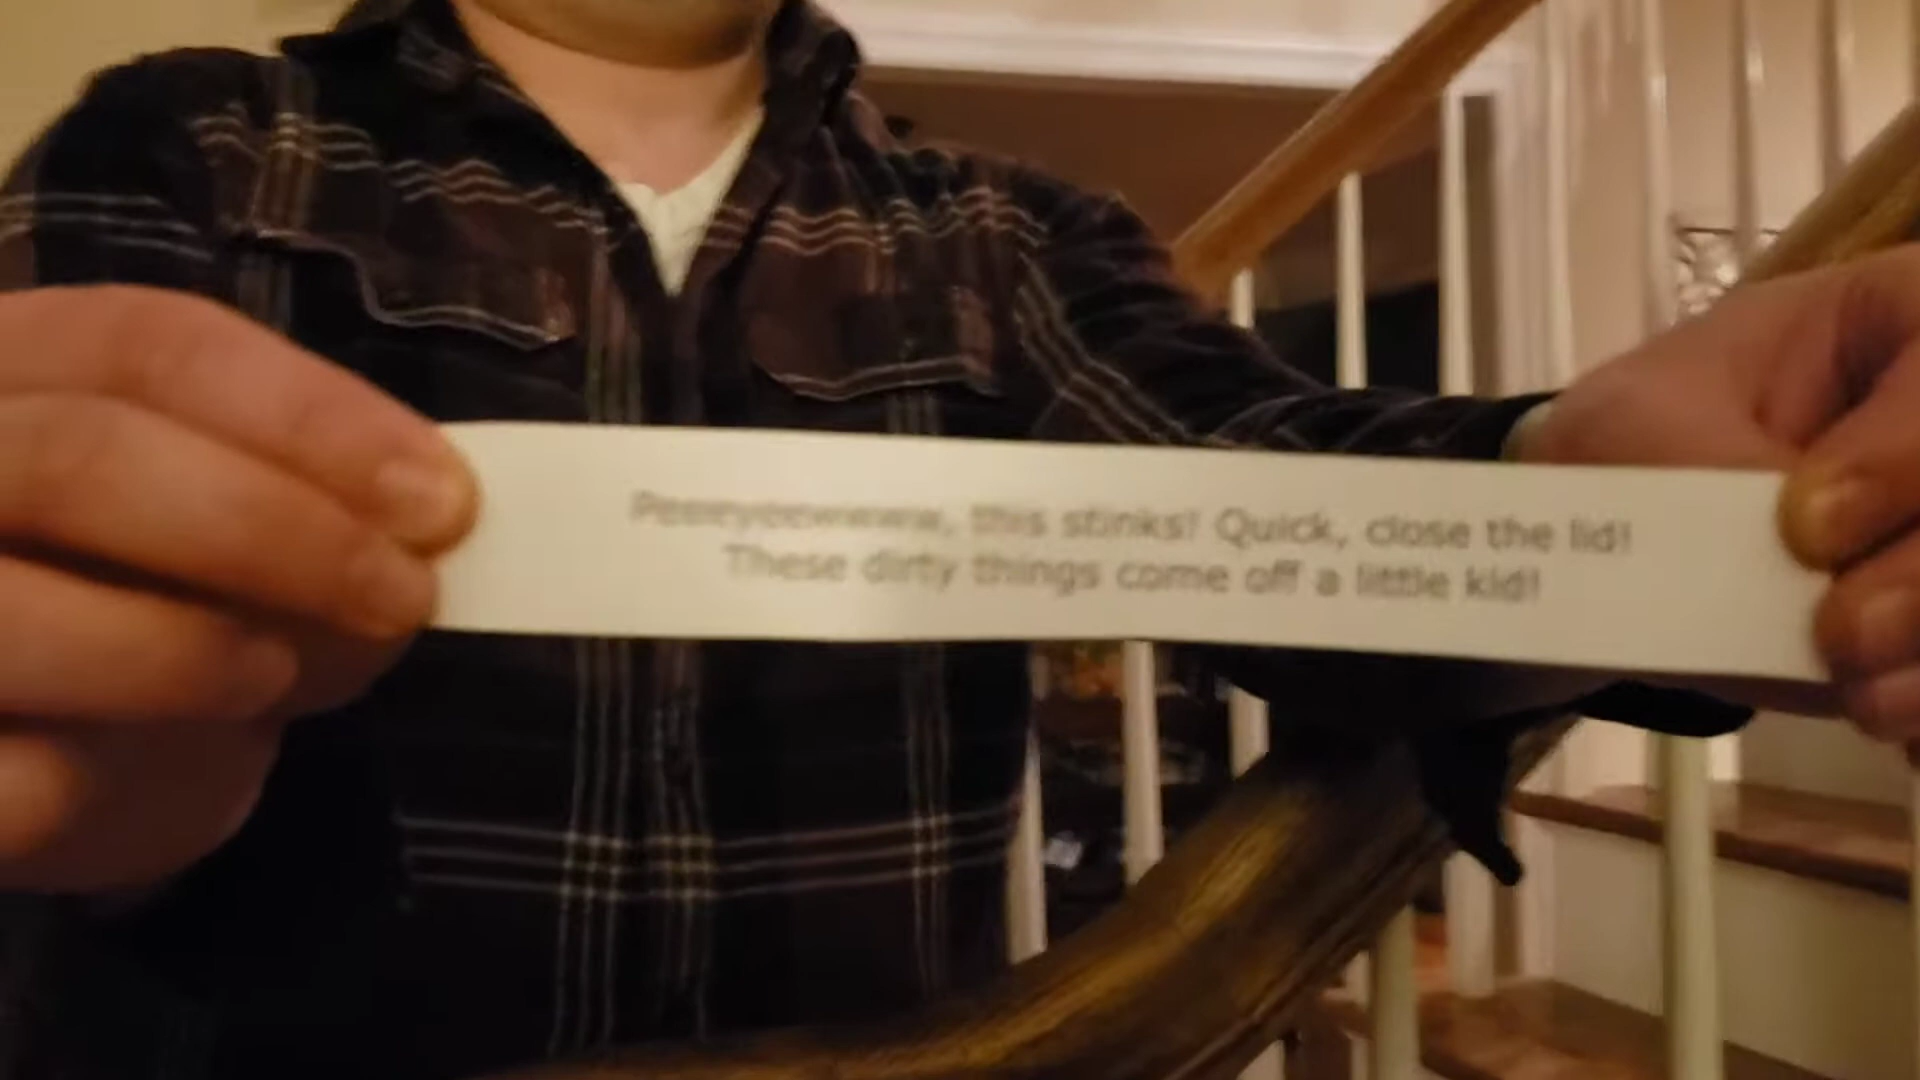 this stinks! Quick, close the lid!
These dirty things come off a little kid!